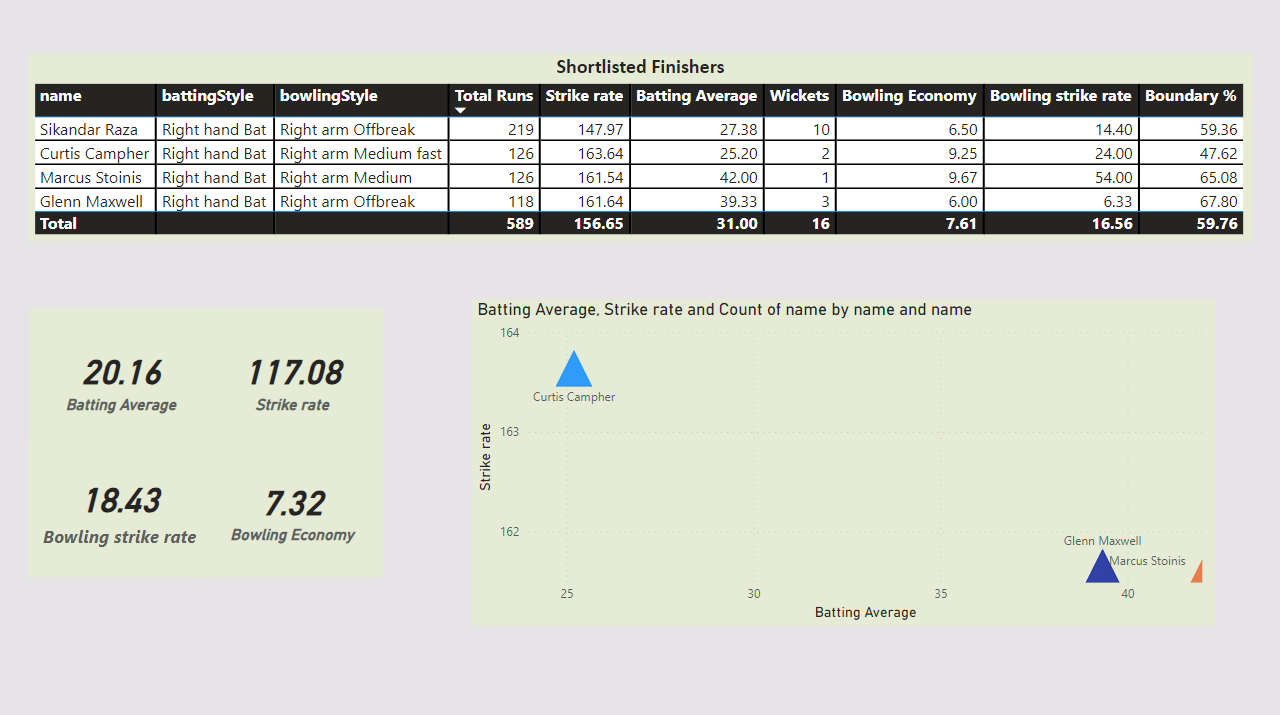 Shortlisted Finishers
name battingStyle bowlingStyle Total Runs Strike rate Batting Average Wickets Bowling Economy Bowling strike rate Boundary %
Sikandar Raza Right hand Bat Right arm Offbreak 219 147.97 27.38 10 6.50 14.40 59.36
Curtis Campher Right hand Bat Right arm Medium fast 126 163.64 25.20 2 9.25 24.00 47.62
Marcus Stoinis Right hand Bat Right arm Medium 126 161.54 42.00 1 9.67 54.00 65.08
Glenn Maxwell Right hand Bat Right arm Offbreak 118 161.64 39.33 3 6.00 6.33 67.80
Total 589 156.65 31.00 16 7.61 16.56 59.76
20.16 117.08
Batting Average Strike rate
18.43 7.32
Bowling strike rate Bowling Economy
Batting Average, Strike rate and Count of name by name and name
164
Curtis Campher
163
Strike rate
162
Glenn Maxwell
Marcus Stoinis
25 30 35 40
Batting Average